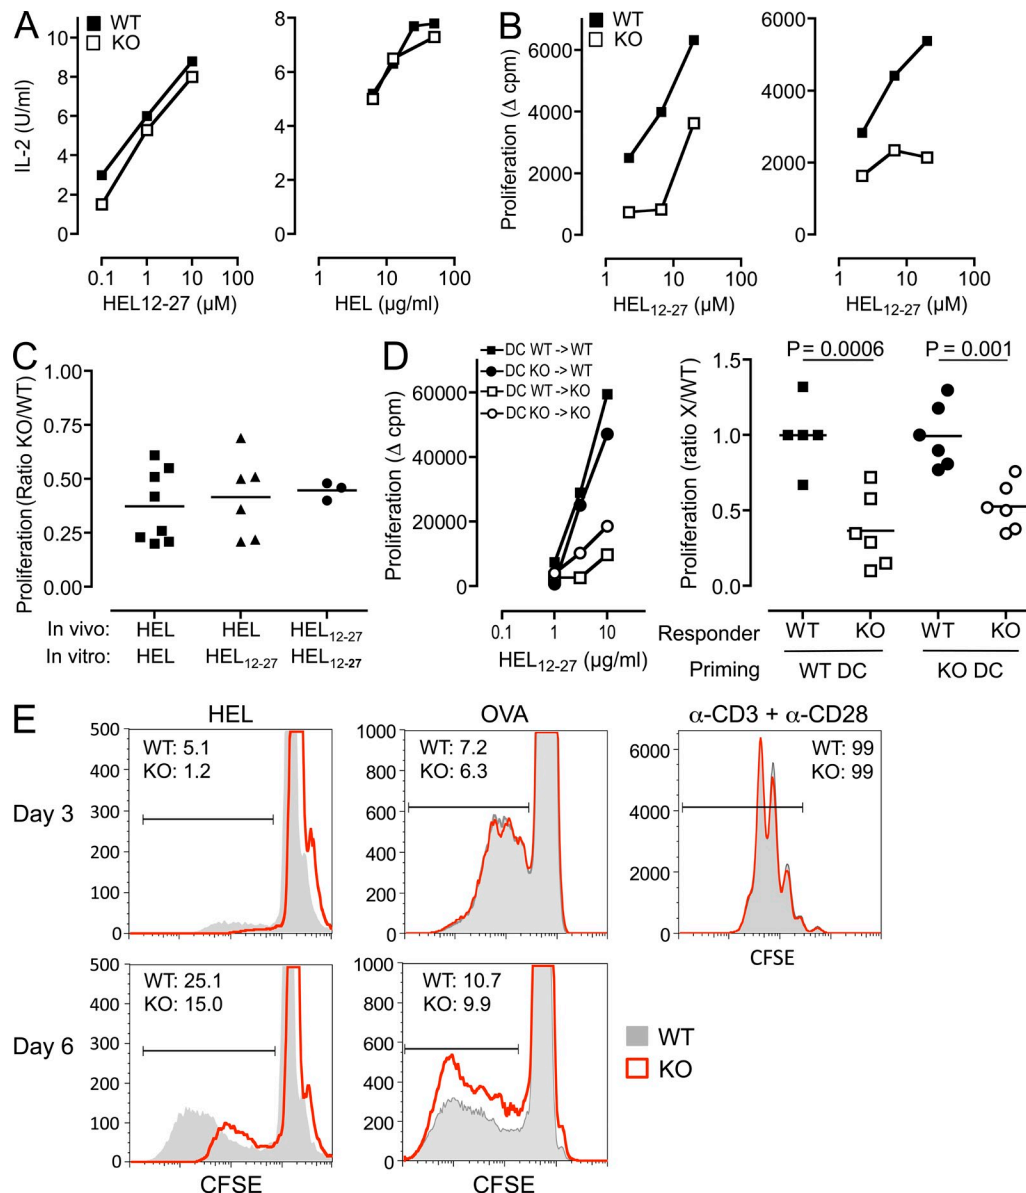 A
WT
KO
IL-2 (U/ml)
10
8
6
4
2
0
0.1 1 10 100
HEL12-27 (µM)
8
6
4
2
0
1 10 100
HEL (µg/ml)
B
WT
KO
Proliferation (Δ cpm)
6000
4000
2000
0
1 10 100
HEL12-27 (µM)
6000
4000
2000
0
1 10 100
HEL12-27 (µM)
C
Proliferation (Ratio KO/WT)
1.00
0.75
0.50
0.25
0.00
In vivo: HEL HEL HEL12-27
In vitro: HEL HEL12-27 HEL12-27
D
DC WT -> WT
DC KO -> WT
DC WT -> KO
DC KO -> KO
Proliferation (Δ cpm)
60000
40000
20000
0
0.1 1 10
HEL12-27 (µg/ml)
P = 0.0006 P = 0.001
Proliferation (ratio X/WT)
1.5
1.0
0.5
0.0
Responder WT KO WT KO
Priming WT DC KO DC
E
HEL
OVA
α-CD3 + α-CD28
Day 3
500
400
300
200
100
0
WT: 5.1
KO: 1.2
1000
800
600
400
200
0
WT: 7.2
KO: 6.3
6000
4000
2000
0
WT: 99
KO: 99
CFSE
Day 6
500
400
300
200
100
0
WT: 25.1
KO: 15.0
CFSE
1000
800
600
400
200
0
WT: 10.7
KO: 9.9
CFSE
WT
KO